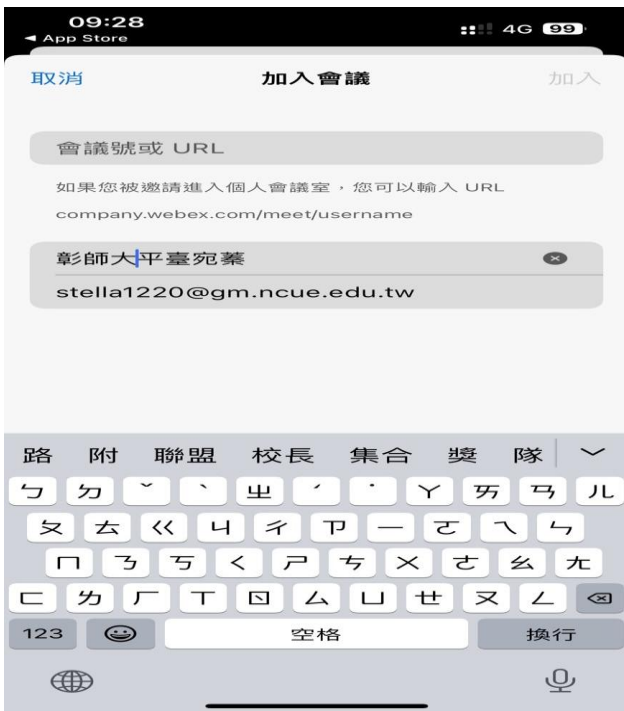 09:28
◀ App Store
4G 99
取消 加入會議 加入
會議號或 URL
如果您被邀請進入個人會議室，您可以輸入 URL
company.webex.com/meet/username
彰師大平臺宛蓁
stella1220@gm.ncue.edu.tw
路 附 聯盟 校長 集合 獎 隊
ㄅ ㄉ ˇ ˋ ㄓ ˊ ˙ ㄚ ㄞ ㄢ ㄦ
ㄆ ㄊ ㄍ ㄐ ㄔ ㄗ ㄧ ㄛ ㄟ ㄣ
ㄇ ㄋ ㄎ ㄑ ㄕ ㄘ ㄨ ㄜ ㄠ ㄤ
ㄈ ㄌ ㄏ ㄒ ㄖ ㄙ ㄩ ㄝ ㄡ ㄥ
123 空格 換行